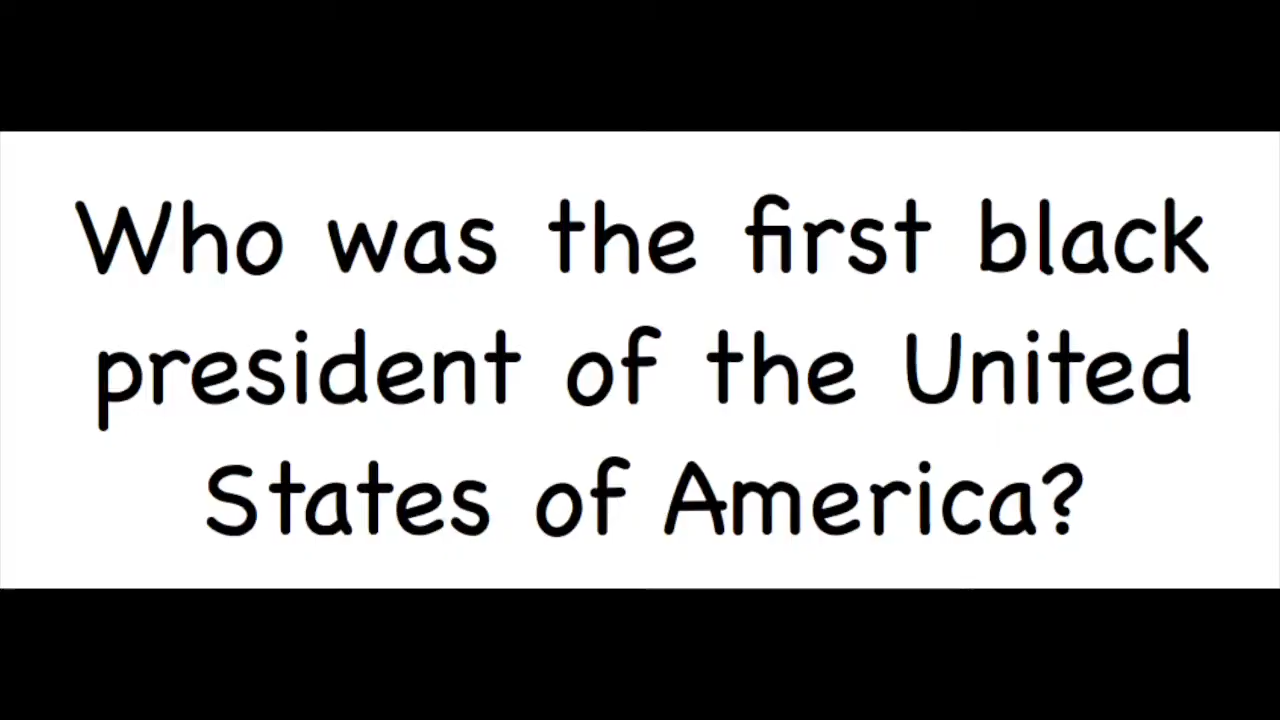 Who was the first black
president of the United
States of America?